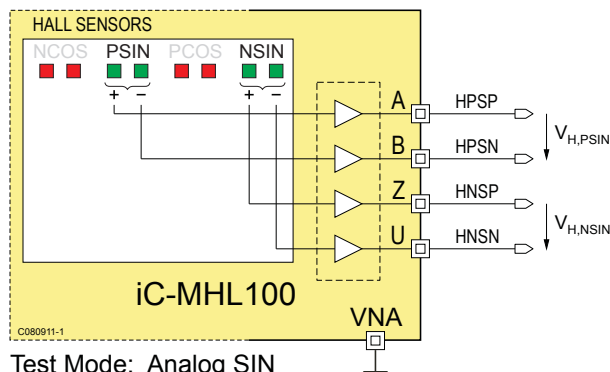 HALL SENSORS
NCOS PSIN PCOS NSIN
+ − + −
A HPSP
V_H,PSIN
B HPSN
Z HNSP
V_H,NSIN
U HNSN
iC-MHL100
VNA
C080911-1
Test Mode: Analog SIN